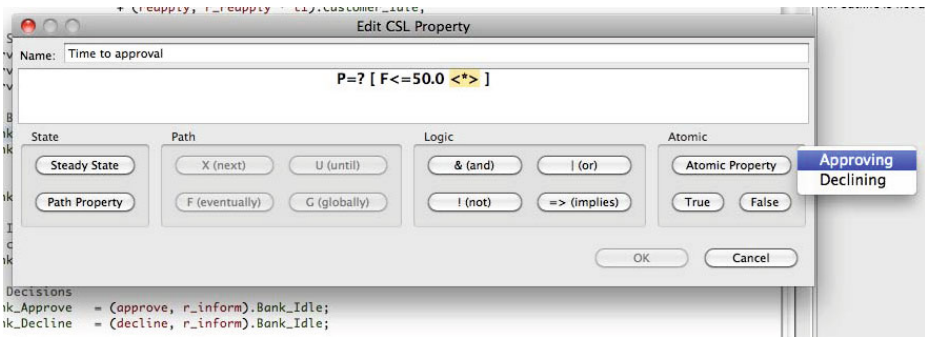 + (reapply, r_reapply * t1).Customer_Idle;
Edit CSL Property
Name: Time to approval
P=? [ F<=50.0 <*> ]
State
Path
Logic
Atomic
Steady State
X (next)
U (until)
& (and)
| (or)
Atomic Property
Approving
Declining
Path Property
F (eventually)
G (globally)
! (not)
=> (implies)
True
False
OK
Cancel
Decisions
nk_Approve = (approve, r_inform).Bank_Idle;
nk_Decline = (decline, r_inform).Bank_Idle;